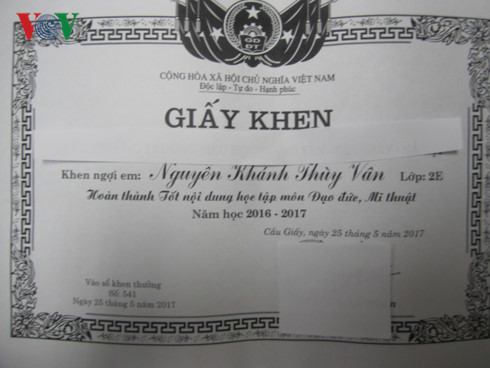 VOV
GD
ĐT
CỘNG HÒA XÃ HỘI CHỦ NGHĨA VIỆT NAM
Độc lập - Tự do - Hạnh phúc
GIẤY KHEN
Khen ngợi em: Nguyễn Khánh Thùy Vân Lớp: 2E
Hoàn thành Tốt nội dung học tập môn Đạo đức, Mĩ thuật
Năm học 2016 - 2017
Cầu Giấy, ngày 25 tháng 5 năm 2017
Vào sổ khen thưởng
Số: 541
Ngày 25 tháng 5 năm 2017